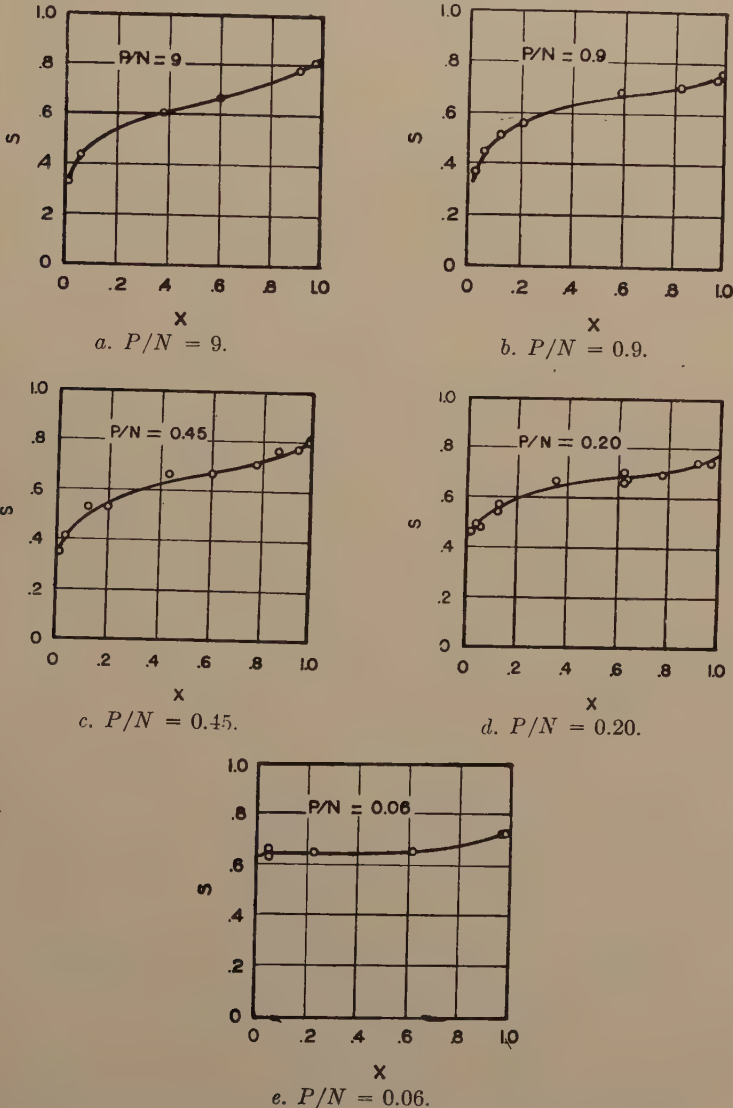 1.0
.8
.6
.4
2
0
S
P/N = 9
0 .2 .4 .6 .8 1.0
X
a. P/N = 9.
1.0
.8
.6
.4
.2
0
S
P/N = 0.9
0 .2 .4 .6 .8 1.0
X
b. P/N = 0.9.
1.0
.8
.6
.4
.2
0
S
P/N = 0.45
0 .2 .4 .6 .8 1.0
X
c. P/N = 0.45.
1.0
.8
.6
.4
.2
0
S
P/N = 0.20
0 .2 .4 .6 .8 1.0
X
d. P/N = 0.20.
1.0
.8
.6
.4
.2
0
S
P/N = 0.06
0 .2 .4 .6 .8 1.0
X
e. P/N = 0.06.